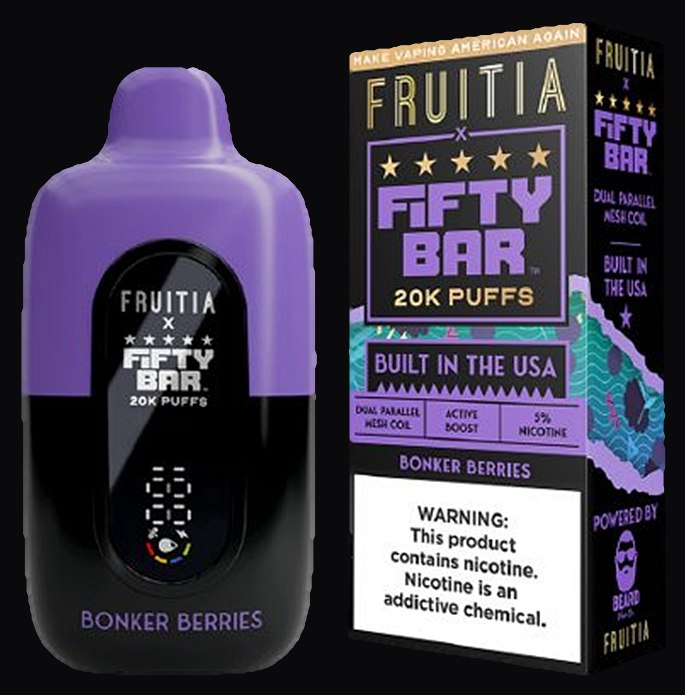 FRUITIA
X
FiFTY
BAR
20K PUFFS
BONKER BERRIES
MAKE VAPING AMERICAN AGAIN
FRUITIA
X
FiFTY
BAR™
20K PUFFS
BUILT IN THE USA
DUAL PARALLEL
MESH COIL
ACTIVE
BOOST
5%
NICOTINE
BONKER BERRIES
WARNING:
This product
contains nicotine.
Nicotine is an
addictive chemical.
FRUITIA
X
FiFTY
BAR
DUAL PARALLEL
MESH COIL
BUILT IN
THE USA
POWERED BY
BEARD
FRUITIA